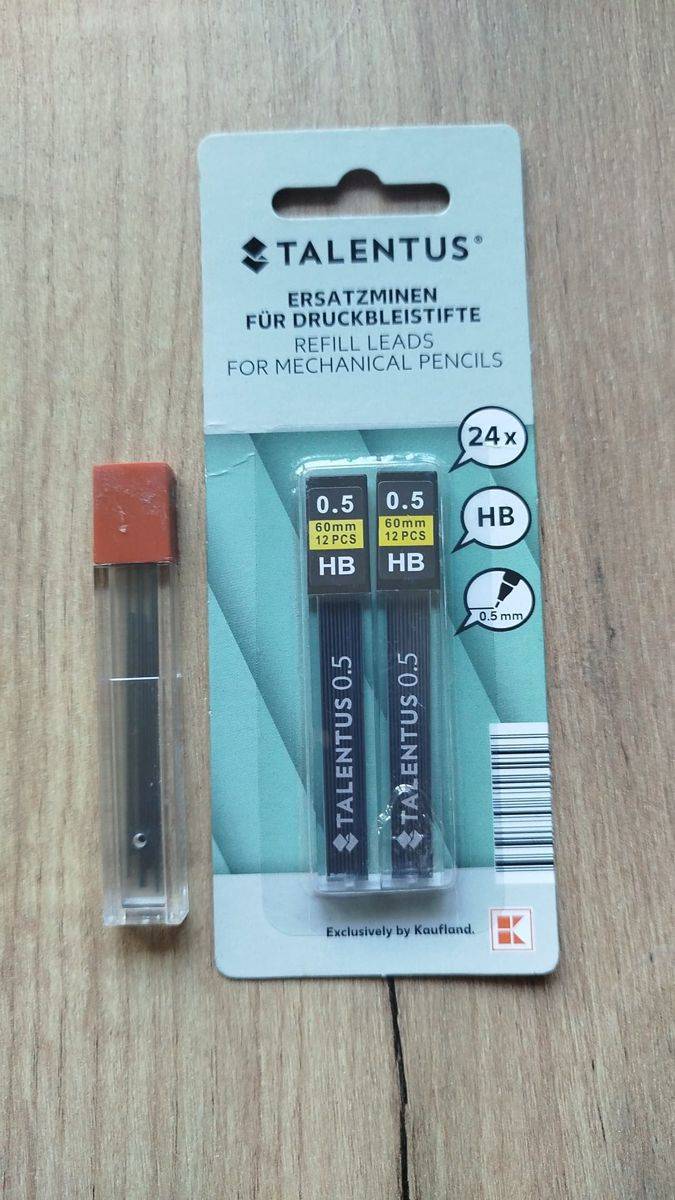 TALENTUS®
ERSATZMINEN
FÜR DRUCKBLEISTIFTE
REFILL LEADS
FOR MECHANICAL PENCILS
24x
HB
0.5 mm
0.5
60mm
12 PCS
HB
TALENTUS 0.5
0.5
60mm
12 PCS
HB
TALENTUS 0.5
Exclusively by Kaufland.
K